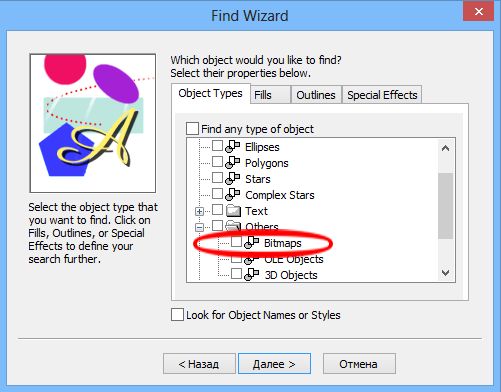 Find Wizard
Which object would you like to find?
Select their properties below.
Object Types
Fills
Outlines
Special Effects
Find any type of object
Ellipses
Polygons
Stars
Complex Stars
Text
Others
Bitmaps
OLE Objects
3D Objects
A
Select the object type that
you want to find. Click on
Fills, Outlines, or Special
Effects to define your
search further.
Look for Object Names or Styles
< Назад
Далее >
Отмена